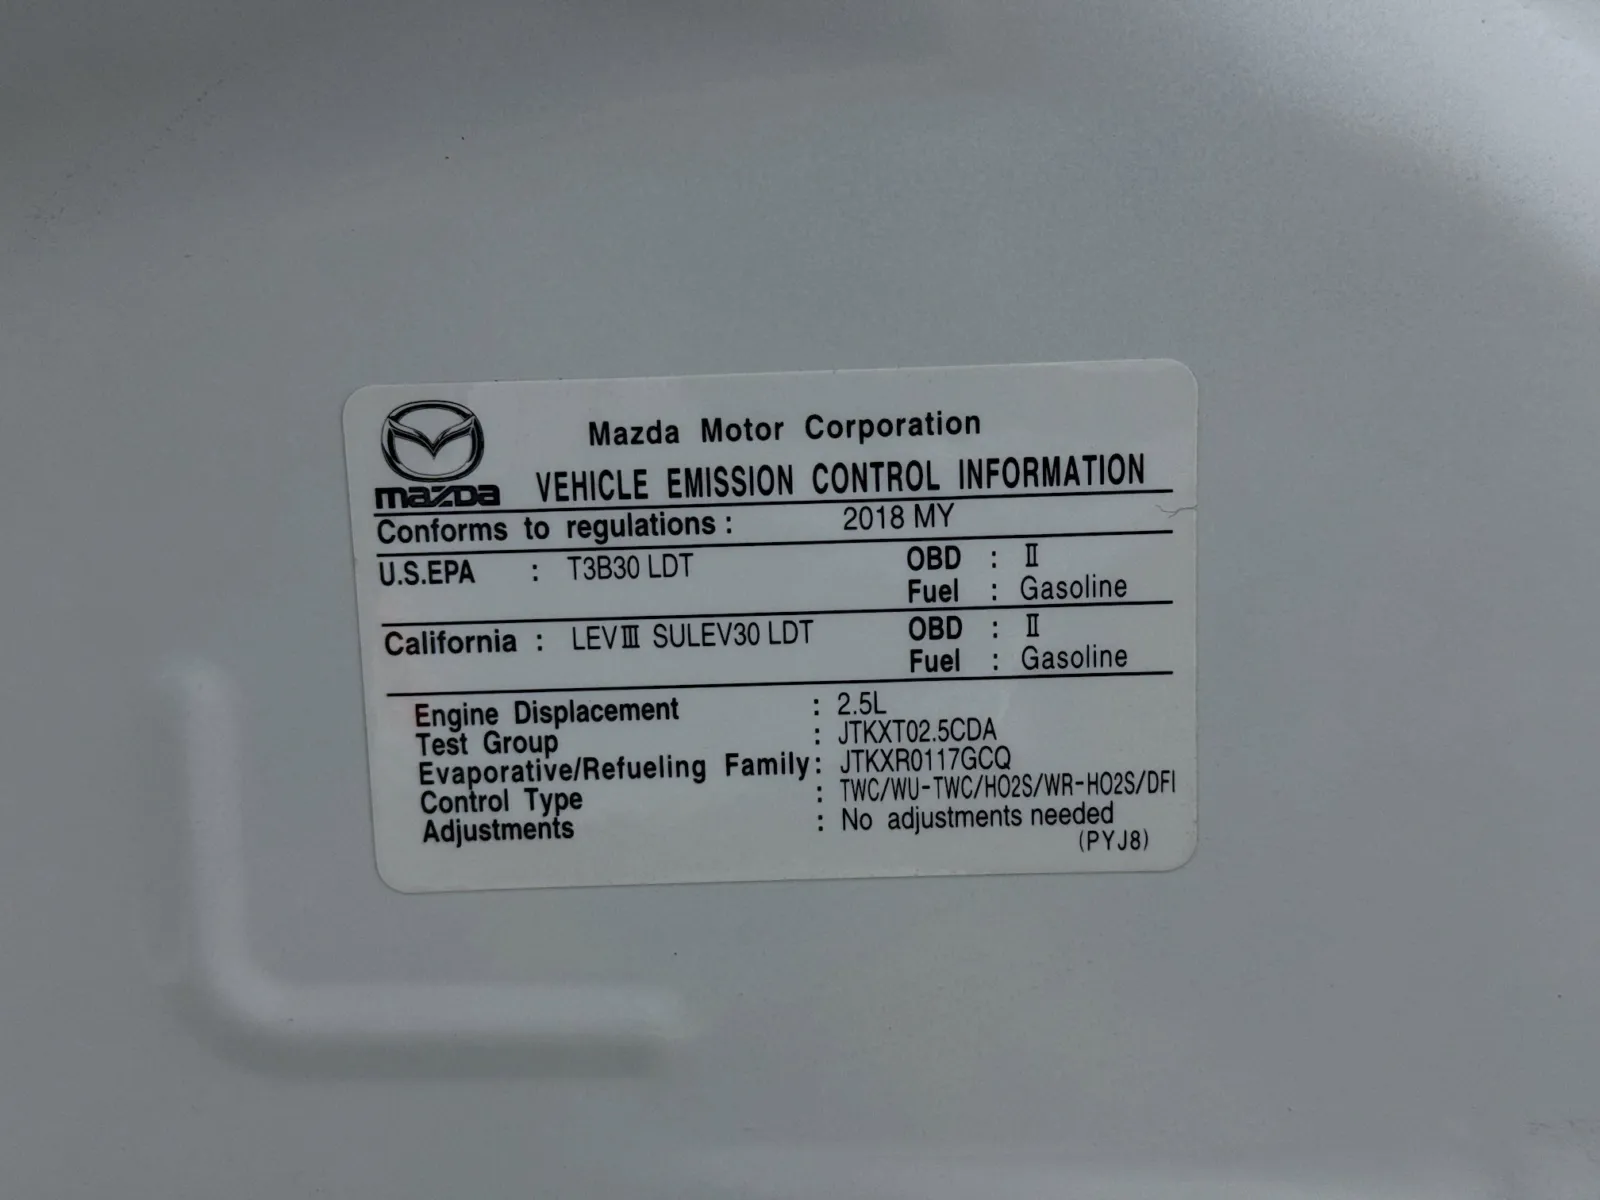 Mazda Motor Corporation
mazda VEHICLE EMISSION CONTROL INFORMATION
Conforms to regulations : 2018 MY
U.S.EPA : T3B30 LDT OBD : Ⅱ
Fuel : Gasoline
California : LEVⅢ SULEV30 LDT OBD : Ⅱ
Fuel : Gasoline
Engine Displacement : 2.5L
Test Group : JTKXT02.5CDA
Evaporative/Refueling Family : JTKXR0117GCQ
Control Type : TWC/WU-TWC/HO2S/WR-HO2S/DFI
Adjustments : No adjustments needed
(PYJ8)